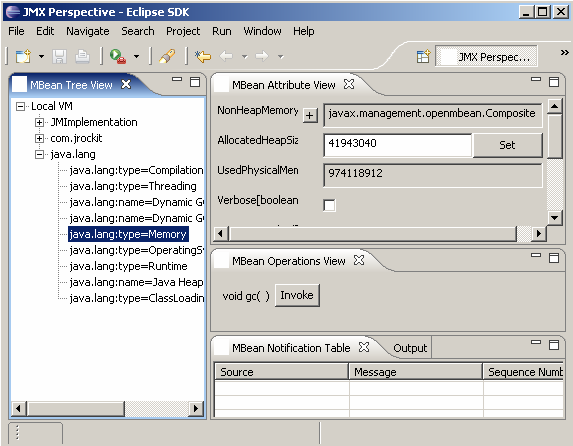 JMX Perspective - Eclipse SDK
File Edit Navigate Search Project Run Window Help
JMX Perspec...
MBean Tree View
Local VM
JMImplementation
com.jrockit
java.lang
java.lang:type=Compilation
java.lang:type=Threading
java.lang:name=Dynamic G
java.lang:name=Dynamic G
java.lang:type=Memory
java.lang:type=OperatingS
java.lang:type=Runtime
java.lang:name=Java Heap
java.lang:type=ClassLoadin
MBean Attribute View
NonHeapMemory javax.management.openmbean.Composite
AllocatedHeapSiz 41943040 Set
UsedPhysicalMem 974118912
Verbose[boolean
MBean Operations View
void gc( ) Invoke
MBean Notification Table Output
Source Message Sequence Numb